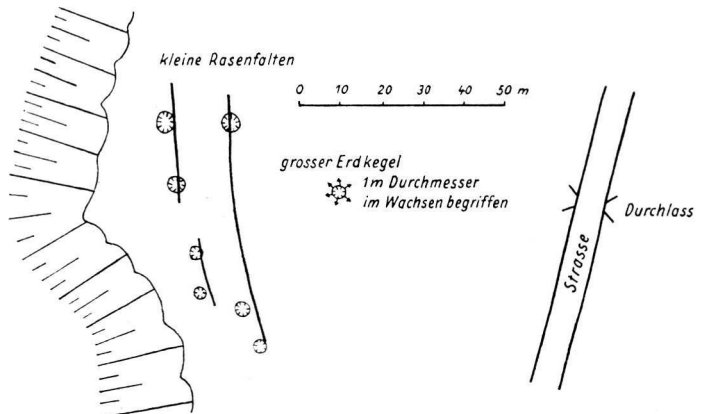 kleine Rasenfalten
0 10 20 30 40 50 m
grosser Erdkegel
1m Durchmesser
im Wachsen begriffen
Durchlass
Strasse